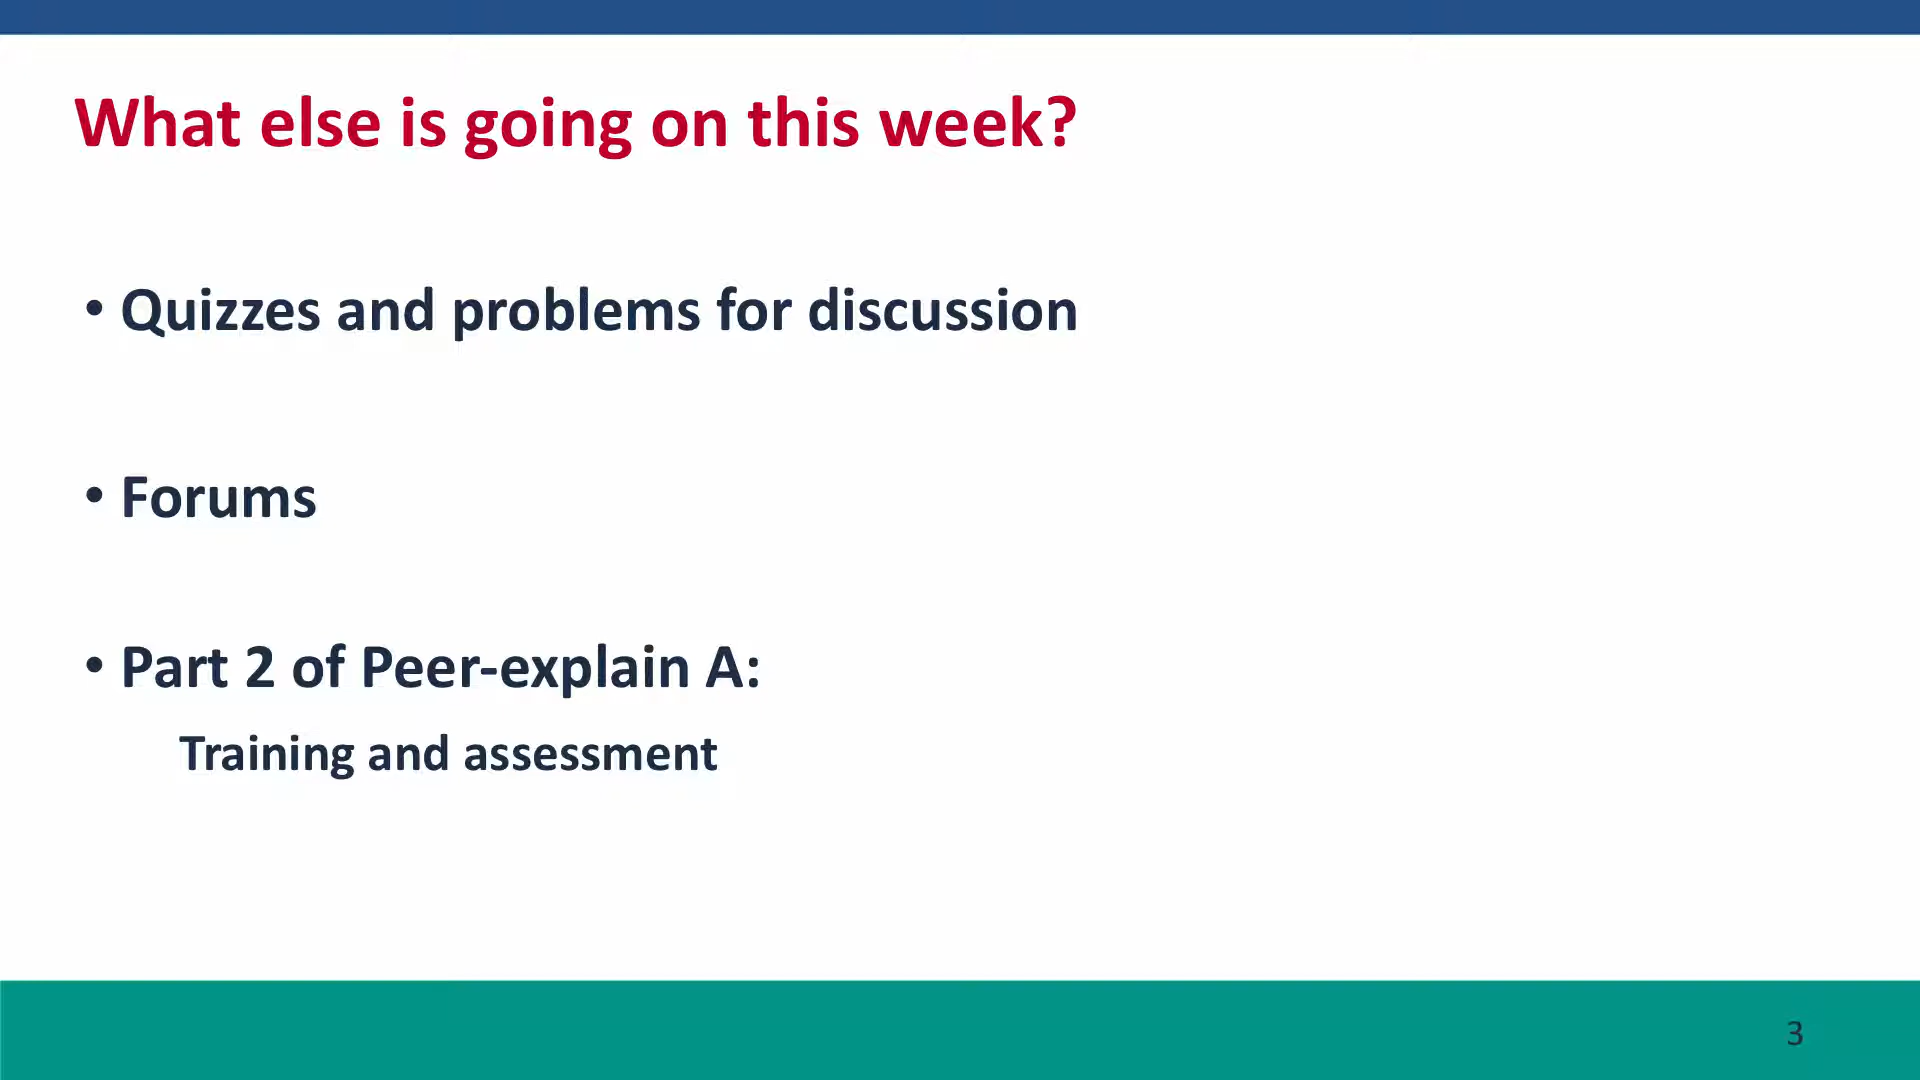 What else is going on this week?
• Quizzes and problems for discussion
• Forums
• Part 2 of Peer-explain A:
Training and assessment
3